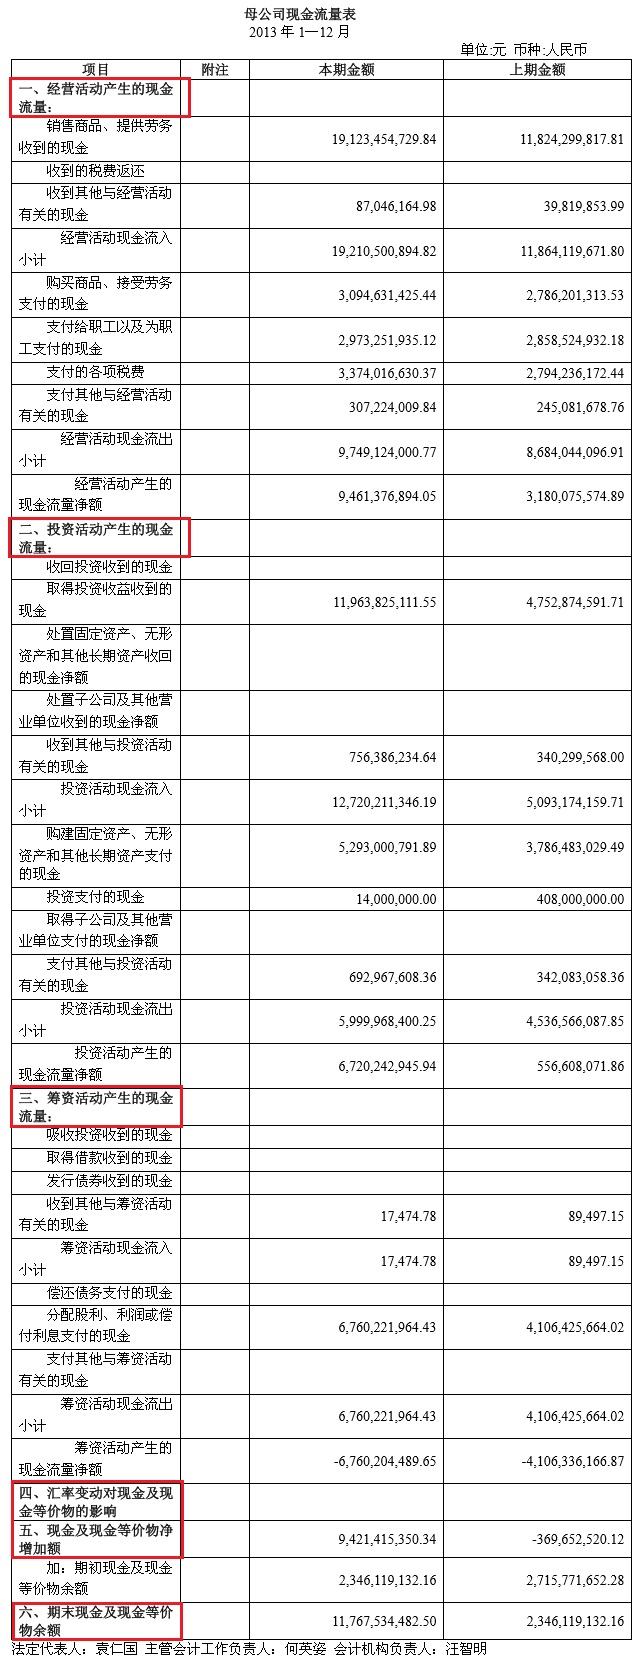 母公司现金流量表
2013 年 1—12 月
单位:元 币种:人民币
项目 附注 本期金额 上期金额
一、经营活动产生的现金
流量：
销售商品、提供劳务
收到的现金 19,123,454,729.84 11,824,299,817.81
收到的税费返还
收到其他与经营活动
有关的现金 87,046,164.98 39,819,853.99
经营活动现金流入
小计 19,210,500,894.82 11,864,119,671.80
购买商品、接受劳务
支付的现金 3,094,631,425.44 2,786,201,313.53
支付给职工以及为职
工支付的现金 2,973,251,935.12 2,858,524,932.18
支付的各项税费 3,374,016,630.37 2,794,236,172.44
支付其他与经营活动
有关的现金 307,224,009.84 245,081,678.76
经营活动现金流出
小计 9,749,124,000.77 8,684,044,096.91
经营活动产生的
现金流量净额 9,461,376,894.05 3,180,075,574.89
二、投资活动产生的现金
流量：
收回投资收到的现金
取得投资收益收到的
现金 11,963,825,111.55 4,752,874,591.71
处置固定资产、无形
资产和其他长期资产收回
的现金净额
处置子公司及其他营
业单位收到的现金净额
收到其他与投资活动
有关的现金 756,386,234.64 340,299,568.00
投资活动现金流入
小计 12,720,211,346.19 5,093,174,159.71
购建固定资产、无形
资产和其他长期资产支付
的现金 5,293,000,791.89 3,786,483,029.49
投资支付的现金 14,000,000.00 408,000,000.00
取得子公司及其他营
业单位支付的现金净额
支付其他与投资活动
有关的现金 692,967,608.36 342,083,058.36
投资活动现金流出
小计 5,999,968,400.25 4,536,566,087.85
投资活动产生的
现金流量净额 6,720,242,945.94 556,608,071.86
三、筹资活动产生的现金
流量：
吸收投资收到的现金
取得借款收到的现金
发行债券收到的现金
收到其他与筹资活动
有关的现金 17,474.78 89,497.15
筹资活动现金流入
小计 17,474.78 89,497.15
偿还债务支付的现金
分配股利、利润或偿
付利息支付的现金 6,760,221,964.43 4,106,425,664.02
支付其他与筹资活动
有关的现金
筹资活动现金流出
小计 6,760,221,964.43 4,106,425,664.02
筹资活动产生的
现金流量净额 -6,760,204,489.65 -4,106,336,166.87
四、汇率变动对现金及现
金等价物的影响
五、现金及现金等价物净
增加额 9,421,415,350.34 -369,652,520.12
加：期初现金及现金
等价物余额 2,346,119,132.16 2,715,771,652.28
六、期末现金及现金等价
物余额 11,767,534,482.50 2,346,119,132.16
法定代表人：袁仁国 主管会计工作负责人：何英姿 会计机构负责人：汪智明